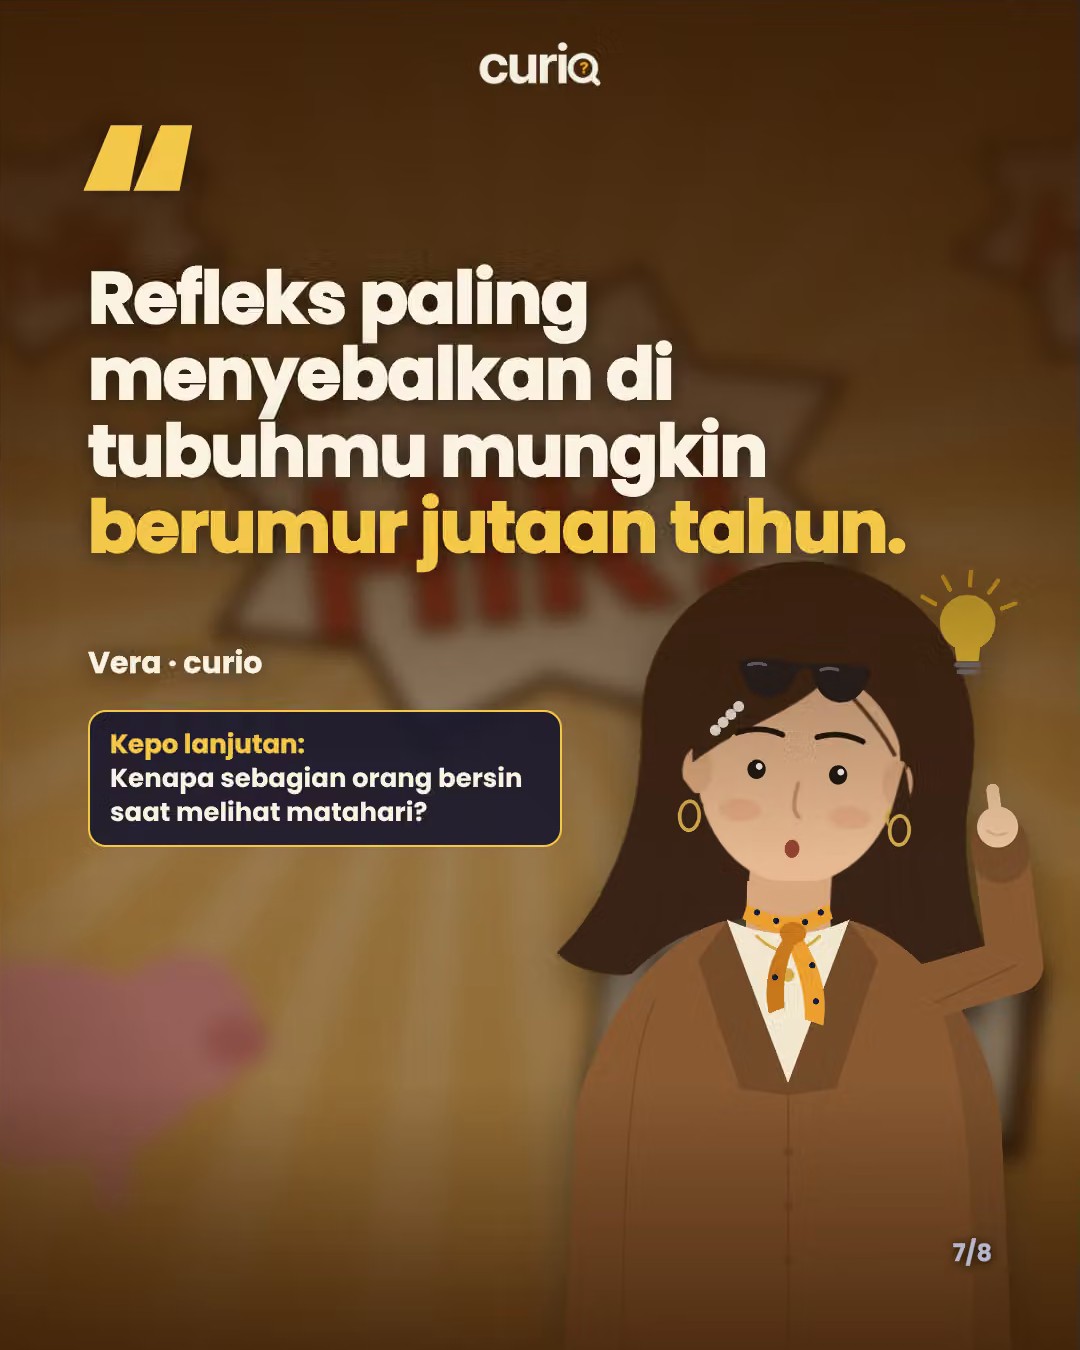 curio
Refleks paling
menyebalkan di
tubuhmu mungkin
berumur jutaan tahun.
Vera · curio
Kepo lanjutan:
Kenapa sebagian orang bersin
saat melihat matahari?
7/8